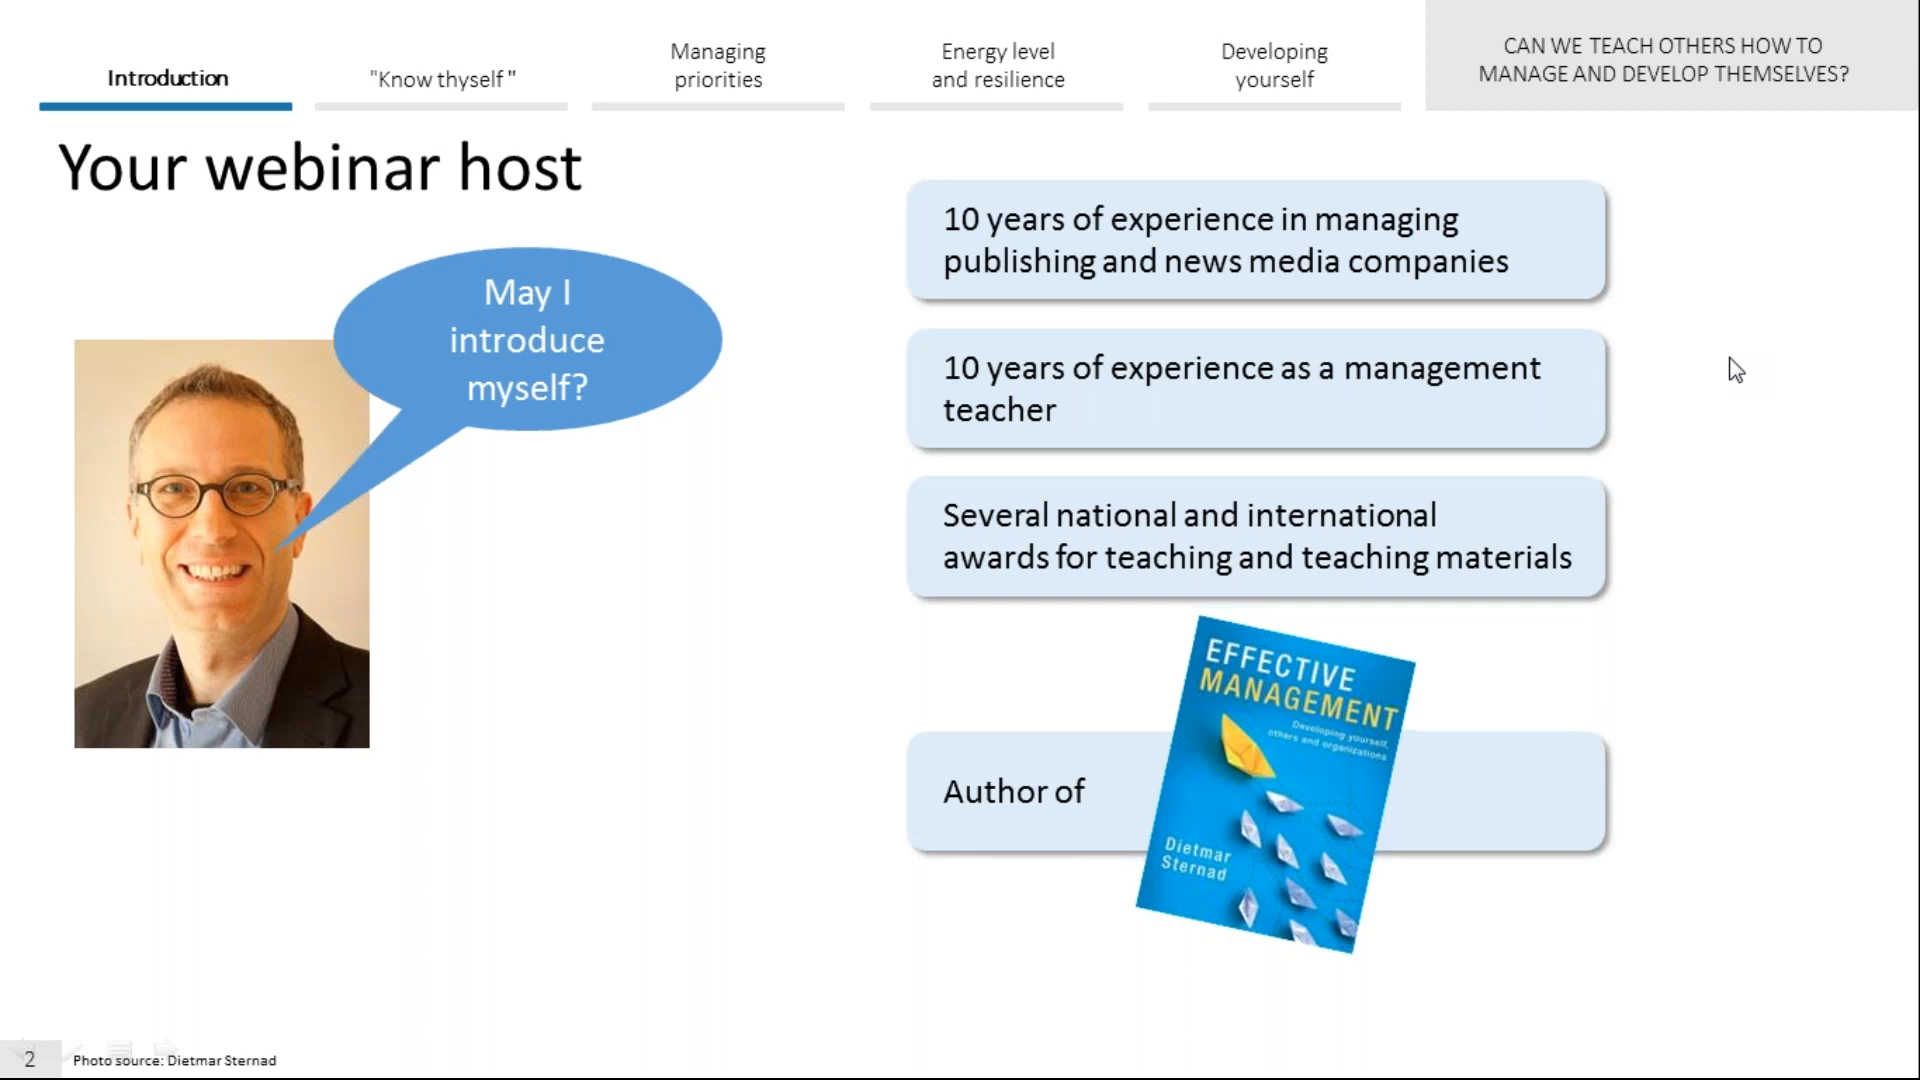 Introduction
"Know thyself "
Managing
priorities
Energy level
and resilience
Developing
yourself
CAN WE TEACH OTHERS HOW TO
MANAGE AND DEVELOP THEMSELVES?
Your webinar host
May I
introduce
myself?
10 years of experience in managing
publishing and news media companies
10 years of experience as a management
teacher
Several national and international
awards for teaching and teaching materials
Author of
EFFECTIVE
MANAGEMENT
Developing yourself,
others and organizations
Dietmar
Sternad
2
Photo source: Dietmar Sternad